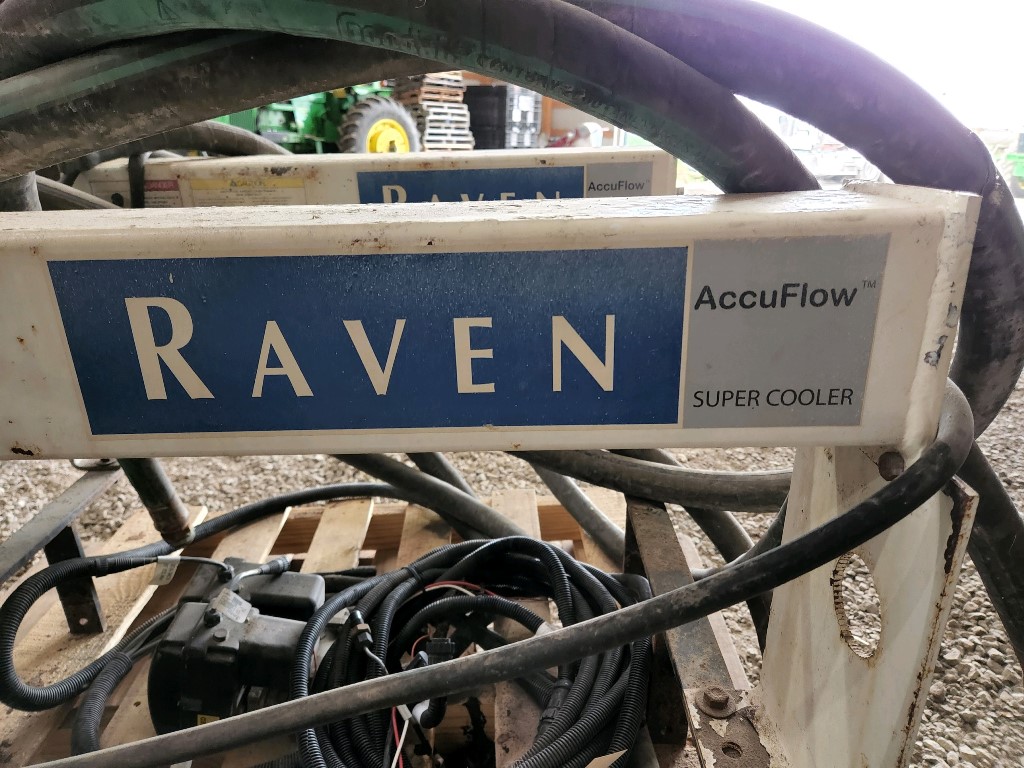 RAVEN
AccuFlow
RAVEN
AccuFlow™
SUPER COOLER